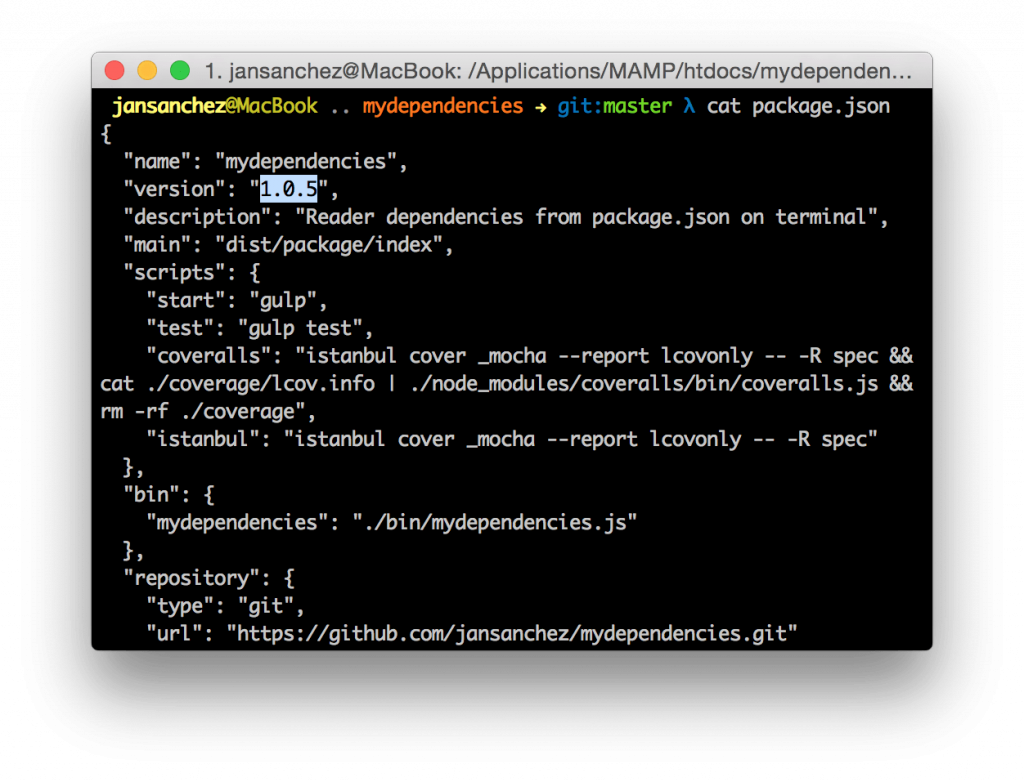 1. jansanchez@MacBook: /Applications/MAMP/htdocs/mydependen...
jansanchez@MacBook .. mydependencies → git:master λ cat package.json
{
  "name": "mydependencies",
  "version": "1.0.5",
  "description": "Reader dependencies from package.json on terminal",
  "main": "dist/package/index",
  "scripts": {
    "start": "gulp",
    "test": "gulp test",
    "coveralls": "istanbul cover _mocha --report lcovonly -- -R spec &&
cat ./coverage/lcov.info | ./node_modules/coveralls/bin/coveralls.js &&
rm -rf ./coverage",
    "istanbul": "istanbul cover _mocha --report lcovonly -- -R spec"
  },
  "bin": {
    "mydependencies": "./bin/mydependencies.js"
  },
  "repository": {
    "type": "git",
    "url": "https://github.com/jansanchez/mydependencies.git"